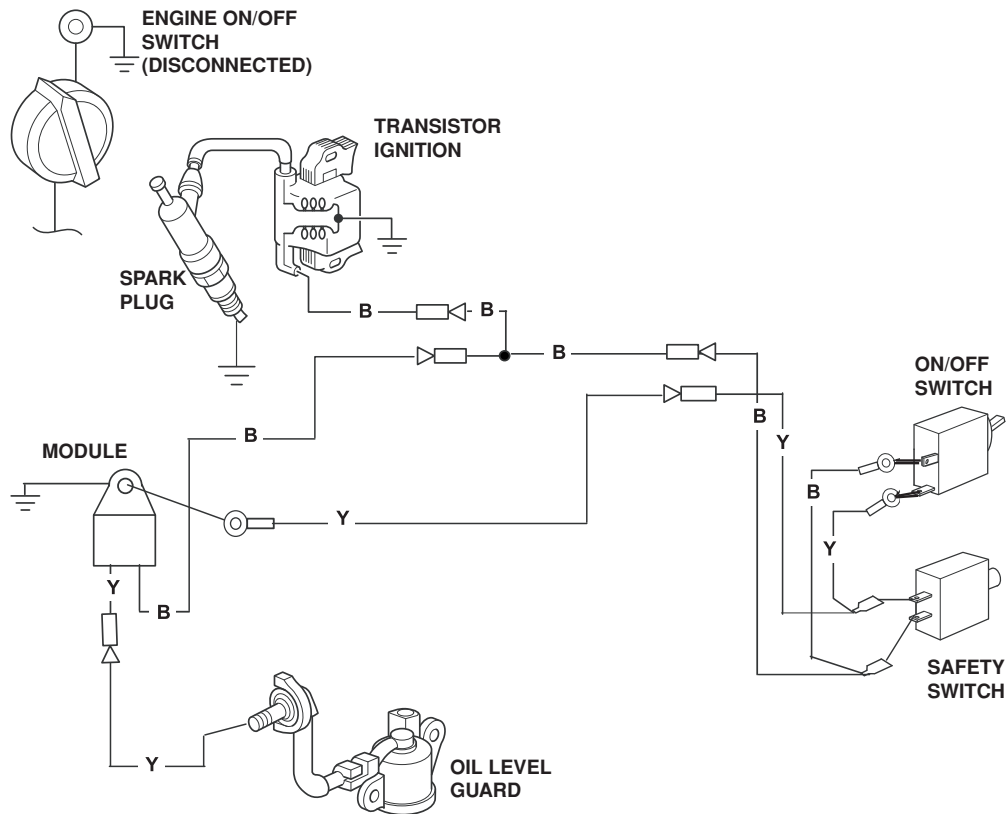 ENGINE ON/OFF
SWITCH
(DISCONNECTED)
TRANSISTOR
IGNITION
SPARK
PLUG
B
B
B
ON/OFF
SWITCH
B
Y
B
MODULE
B
Y
Y
Y
B
SAFETY
SWITCH
Y
OIL LEVEL
GUARD